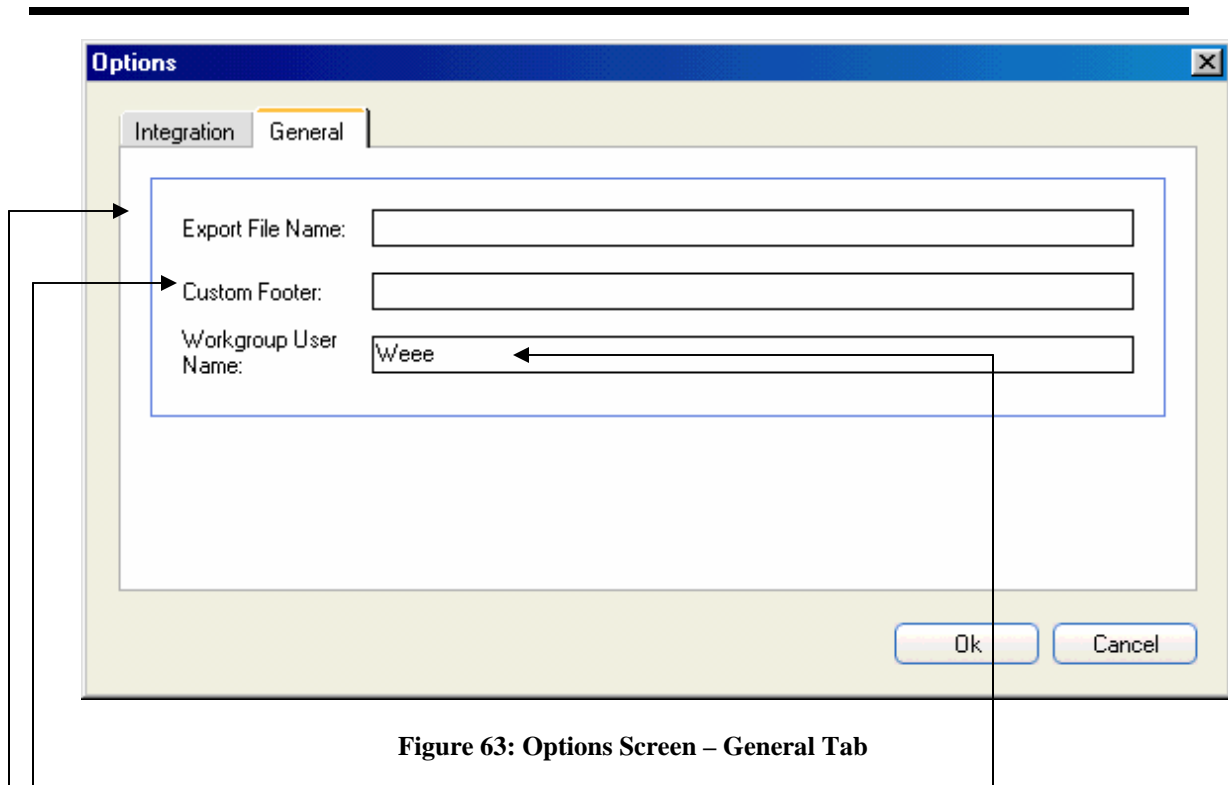 Options
Integration General
Export File Name:
Custom Footer:
Workgroup User
Name:
Weee
Ok Cancel
Figure 63: Options Screen – General Tab